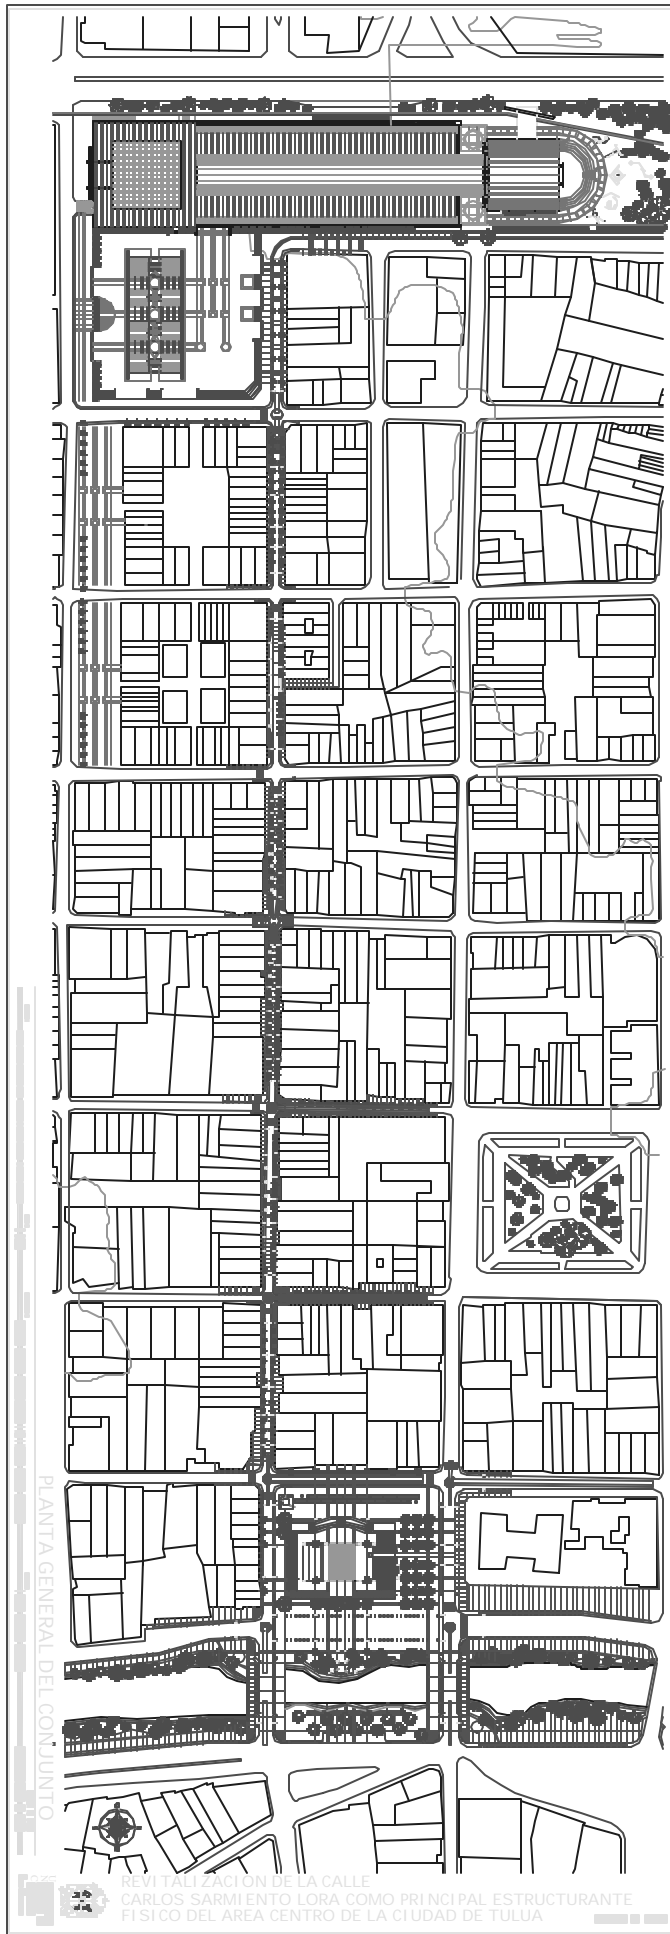 PLANTA GENERAL DEL CONJUNTO
REVITALIZACION DE LA CALLE
CARLOS SARMIENTO LORA COMO PRINCIPAL ESTRUCTURANTE
FISICO DEL AREA CENTRO DE LA CIUDAD DE TULUA